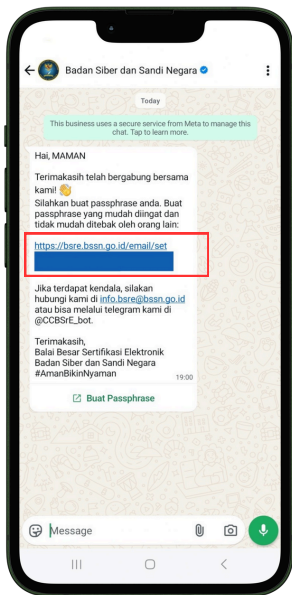 Badan Siber dan Sandi Negara
Today
This business uses a secure service from Meta to manage this
chat. Tap to learn more.
Hai, MAMAN
Terimakasih telah bergabung bersama
kami! 👏
Silahkan buat passphrase anda. Buat
passphrase yang mudah diingat dan
tidak mudah ditebak oleh orang lain:
https://bsre.bssn.go.id/email/set
Jika terdapat kendala, silakan
hubungi kami di info.bsre@bssn.go.id
atau bisa melalui telegram kami di
@CCBSrE_bot.
Terimakasih,
Balai Besar Sertifikasi Elektronik
Badan Siber dan Sandi Negara
#AmanBikinNyaman
19:00
Buat Passphrase
Message